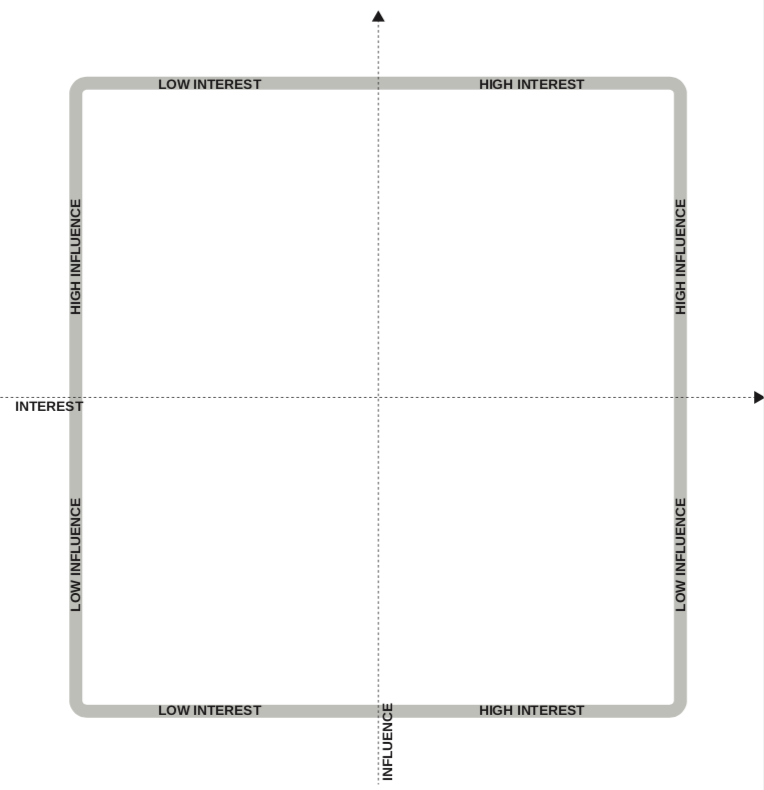 LOW INTEREST
HIGH INTEREST
HIGH INFLUENCE
HIGH INFLUENCE
INTEREST
LOW INFLUENCE
LOW INFLUENCE
LOW INTEREST
HIGH INTEREST
INFLUENCE